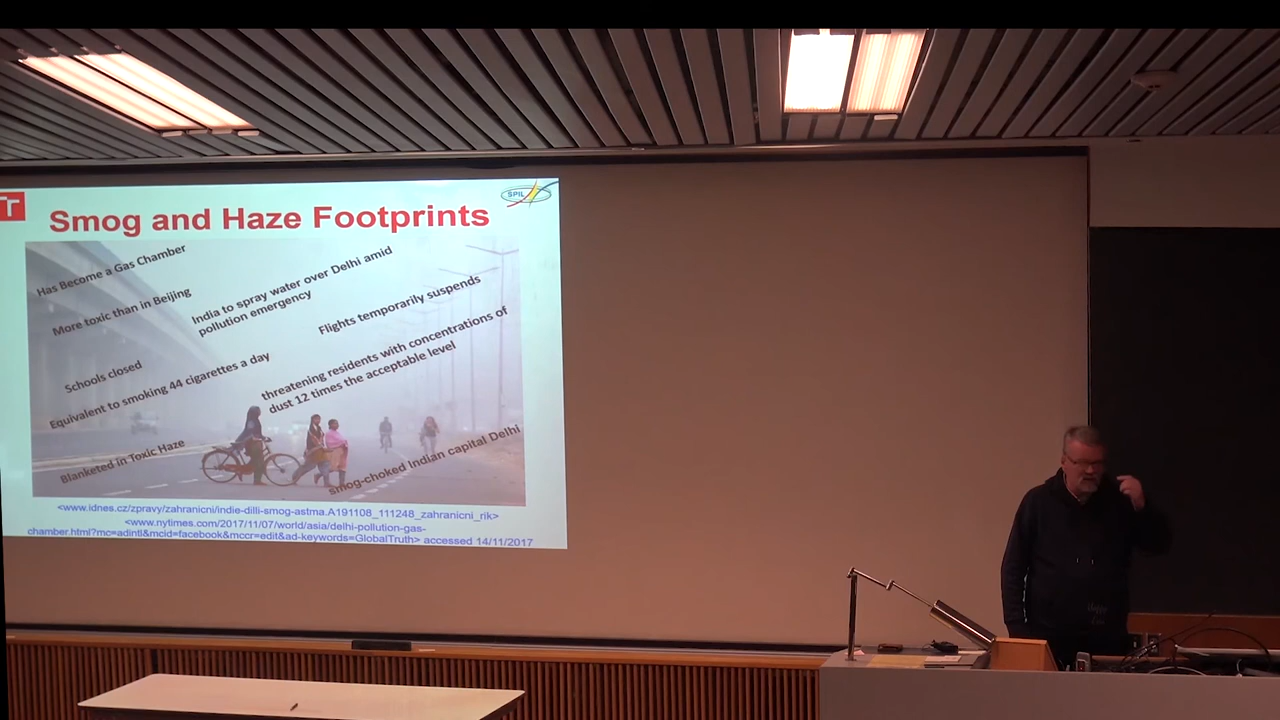 T
SPIL
Smog and Haze Footprints
Has Become a Gas Chamber
More toxic than in Beijing
India to spray water over Delhi amid
pollution emergency
Flights temporarily suspends
Schools closed
threatening residents with concentrations of
dust 12 times the acceptable level
Equivalent to smoking 44 cigarettes a day
Blanketed in Toxic Haze
smog-choked Indian capital Delhi
<www.idnes.cz/zpravy/zahranicni/indie-dilli-smog-astma.A191108_111248_zahranicni_rik>
<www.nytimes.com/2017/11/07/world/asia/delhi-pollution-gas-
chamber.html?mc=adintl&mcid=facebook&mccr=edit&ad-keywords=GlobalTruth> accessed 14/11/2017